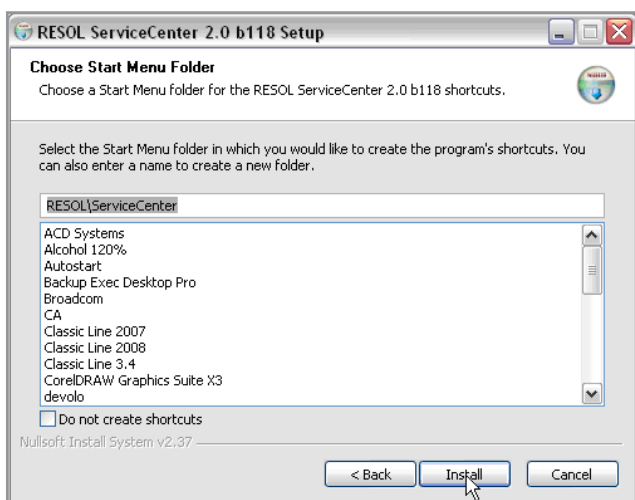 RESOL ServiceCenter 2.0 b118 Setup
Choose Start Menu Folder
Choose a Start Menu folder for the RESOL ServiceCenter 2.0 b118 shortcuts.
Select the Start Menu folder in which you would like to create the program's shortcuts. You
can also enter a name to create a new folder.
RESOL\ServiceCenter
ACD Systems
Alcohol 120%
Autostart
Backup Exec Desktop Pro
Broadcom
CA
Classic Line 2007
Classic Line 2008
Classic Line 3.4
CorelDRAW Graphics Suite X3
devolo
Do not create shortcuts
Nullsoft Install System v2.37
< Back Install Cancel